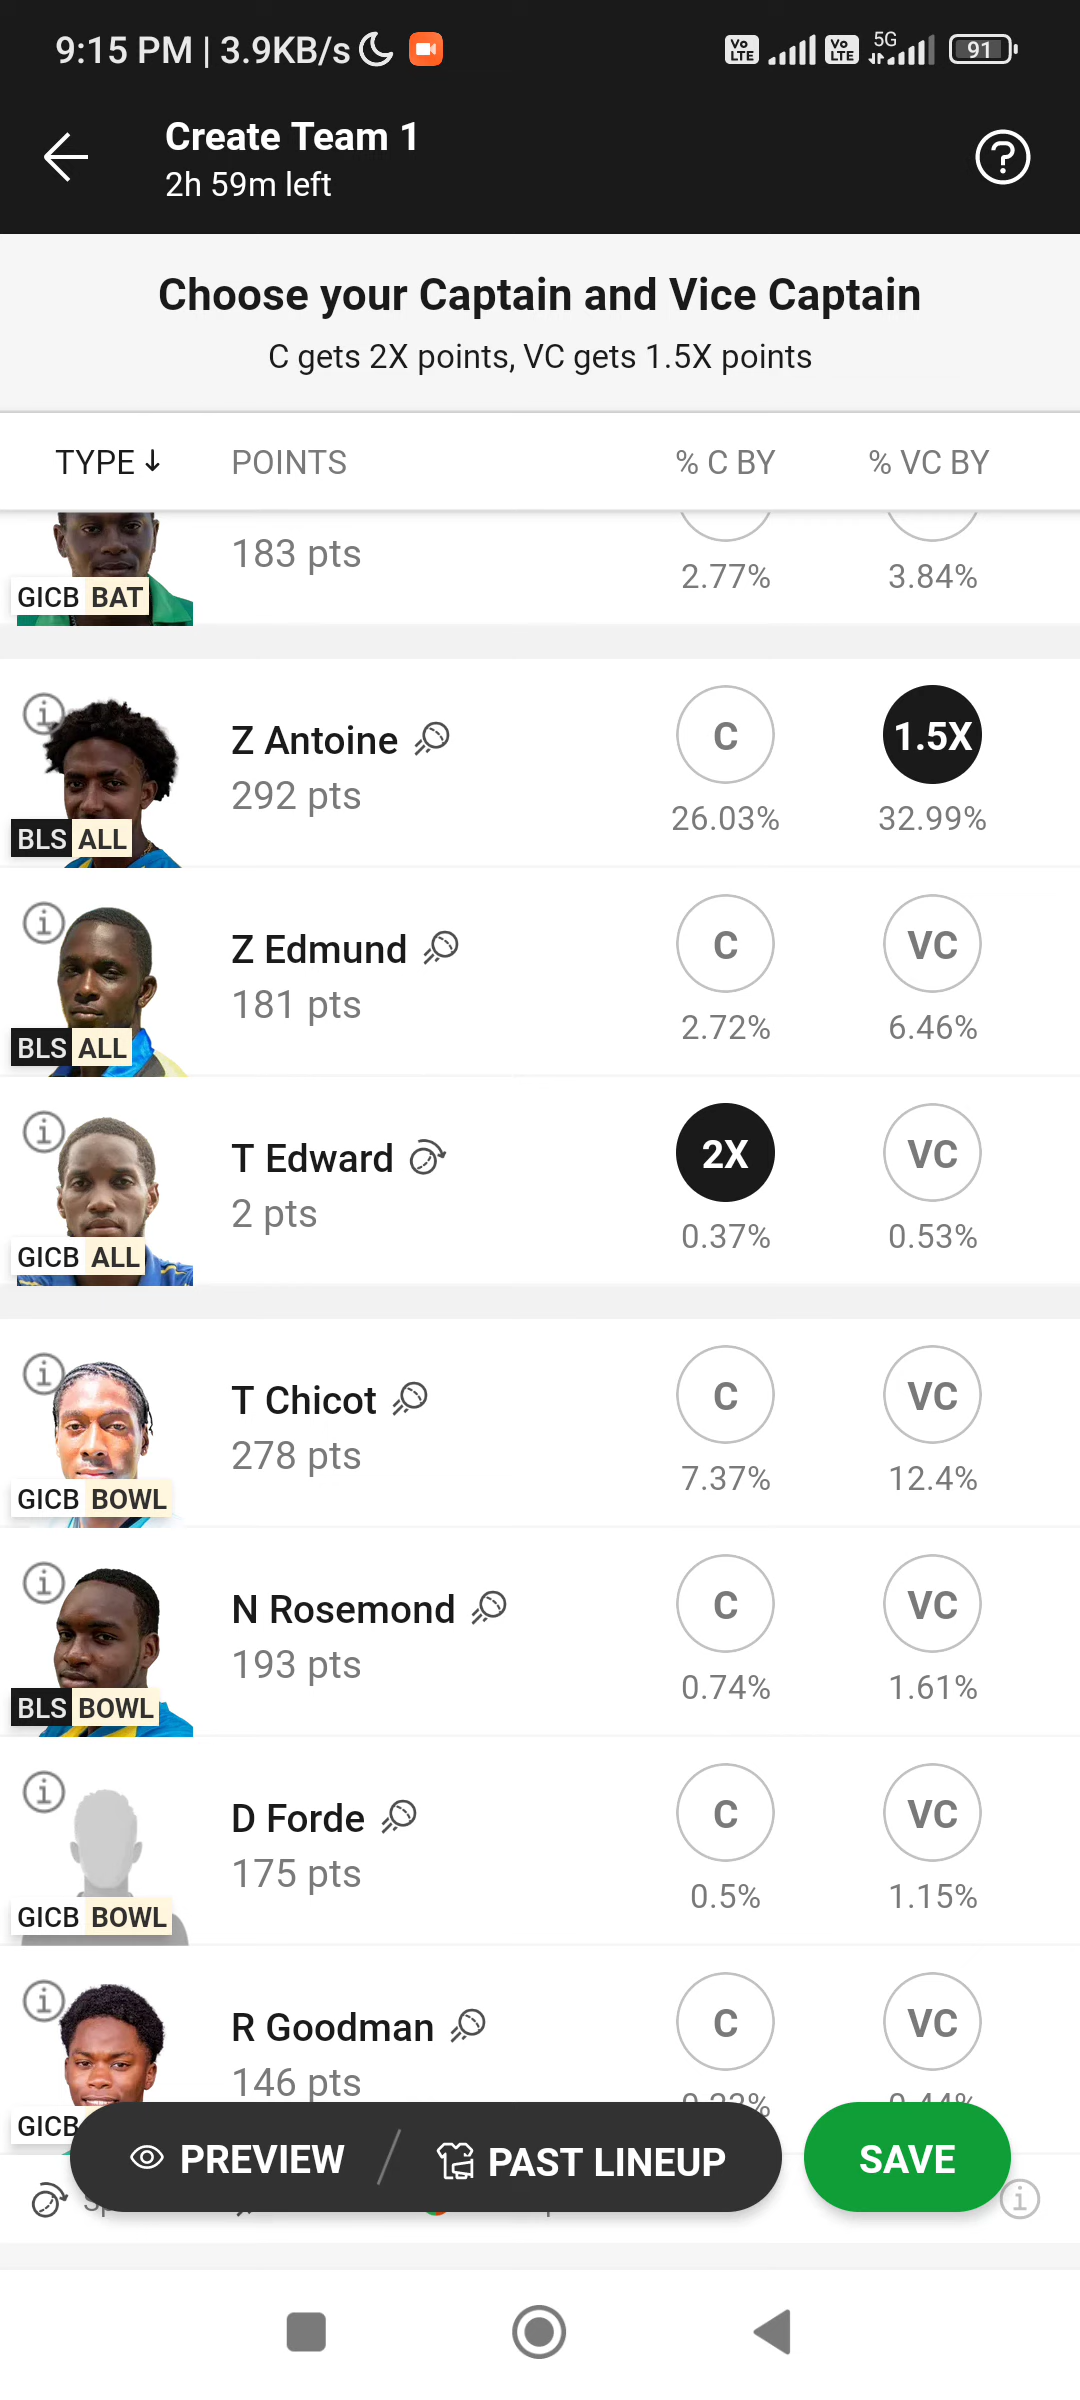 9:15 PM | 3.9KB/s
Vo LTE Vo LTE 5G 91
Create Team 1
2h 59m left
Choose your Captain and Vice Captain
C gets 2X points, VC gets 1.5X points
TYPE ↓ POINTS % C BY % VC BY
183 pts
2.77% 3.84%
GICB BAT
Z Antoine C 1.5X
292 pts 26.03% 32.99%
BLS ALL
Z Edmund C VC
181 pts 2.72% 6.46%
BLS ALL
T Edward 2X VC
2 pts 0.37% 0.53%
GICB ALL
T Chicot C VC
278 pts 7.37% 12.4%
GICB BOWL
N Rosemond C VC
193 pts 0.74% 1.61%
BLS BOWL
D Forde C VC
175 pts 0.5% 1.15%
GICB BOWL
R Goodman C VC
146 pts
GICB
PREVIEW / PAST LINEUP SAVE